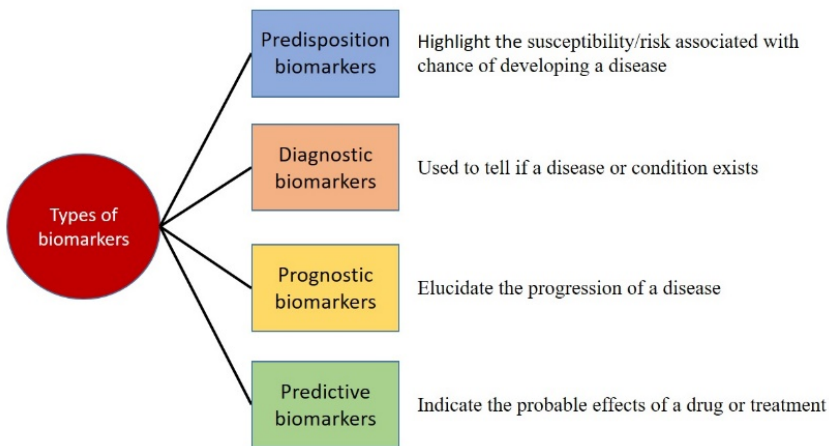 Types of
biomarkers
Predisposition
biomarkers
Highlight the susceptibility/risk associated with
chance of developing a disease
Diagnostic
biomarkers
Used to tell if a disease or condition exists
Prognostic
biomarkers
Elucidate the progression of a disease
Predictive
biomarkers
Indicate the probable effects of a drug or treatment